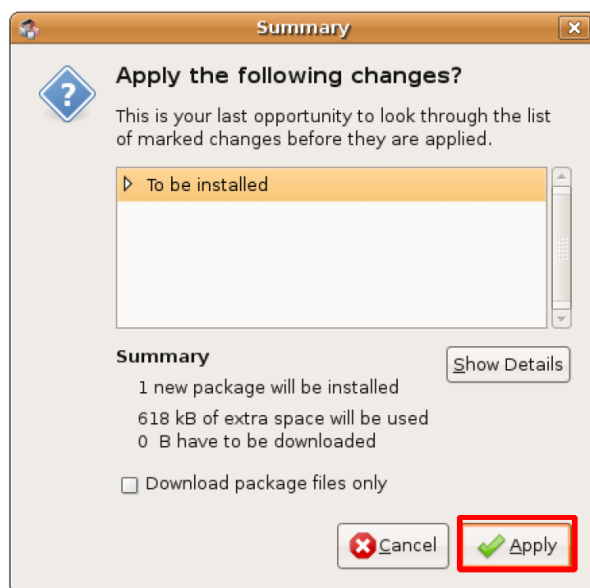 Summary
Apply the following changes?
This is your last opportunity to look through the list
of marked changes before they are applied.
To be installed
Summary
Show Details
1 new package will be installed
618 kB of extra space will be used
0 B have to be downloaded
Download package files only
Cancel
Apply